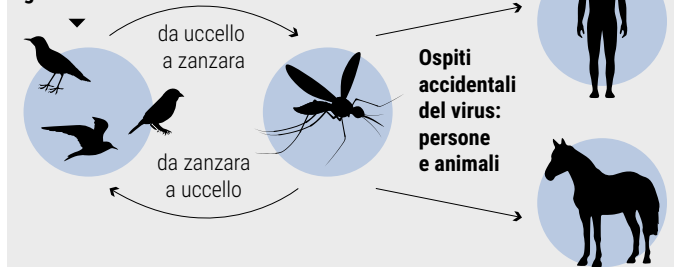 da uccello
a zanzara
Ospiti
accidentali
del virus:
persone
e animali
da zanzara
a uccello